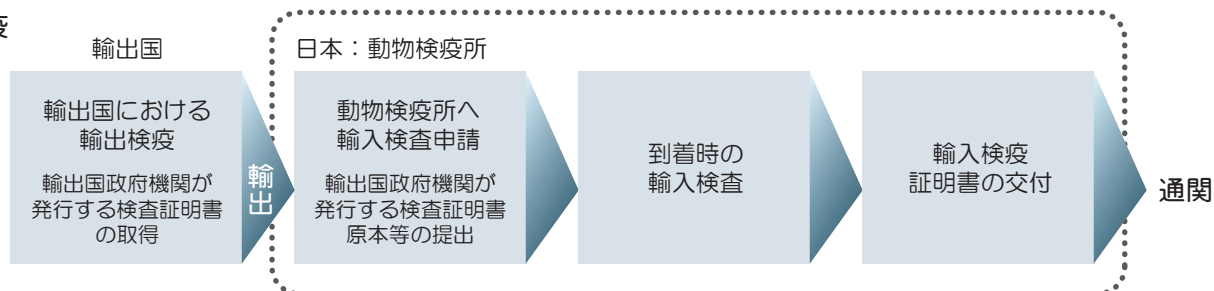 疫
輸出国
日本：動物検疫所
輸出国における
輸出検疫
輸出国政府機関が
発行する検査証明書
の取得
輸出
動物検疫所へ
輸入検査申請
輸出国政府機関が
発行する検査証明書
原本等の提出
到着時の
輸入検査
輸入検疫
証明書の交付
通関